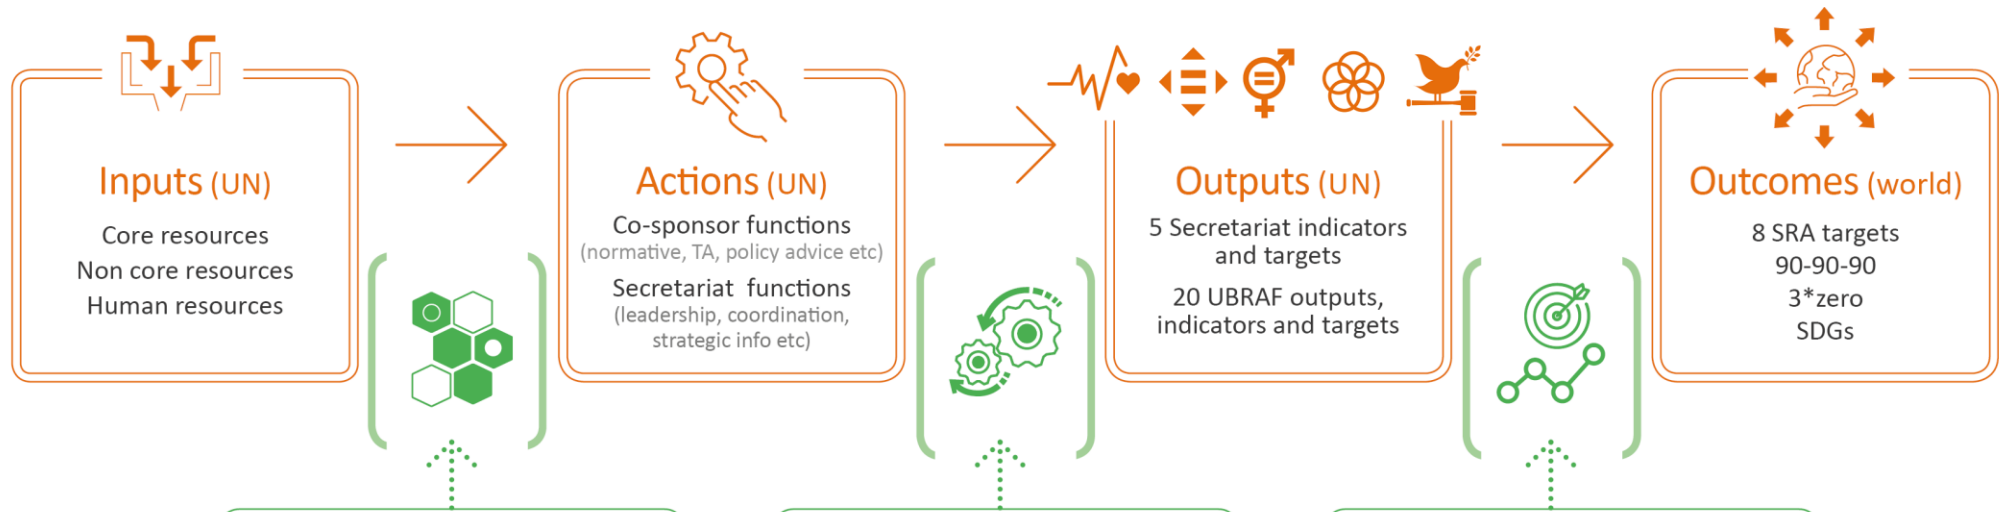 Inputs (UN)
Core resources
Non core resources
Human resources
Actions (UN)
Co-sponsor functions
(normative, TA, policy advice etc)
Secretariat functions
(leadership, coordination,
strategic info etc)
Outputs (UN)
5 Secretariat indicators
and targets
20 UBRAF outputs,
indicators and targets
Outcomes (world)
8 SRA targets
90-90-90
3*zero
SDGs